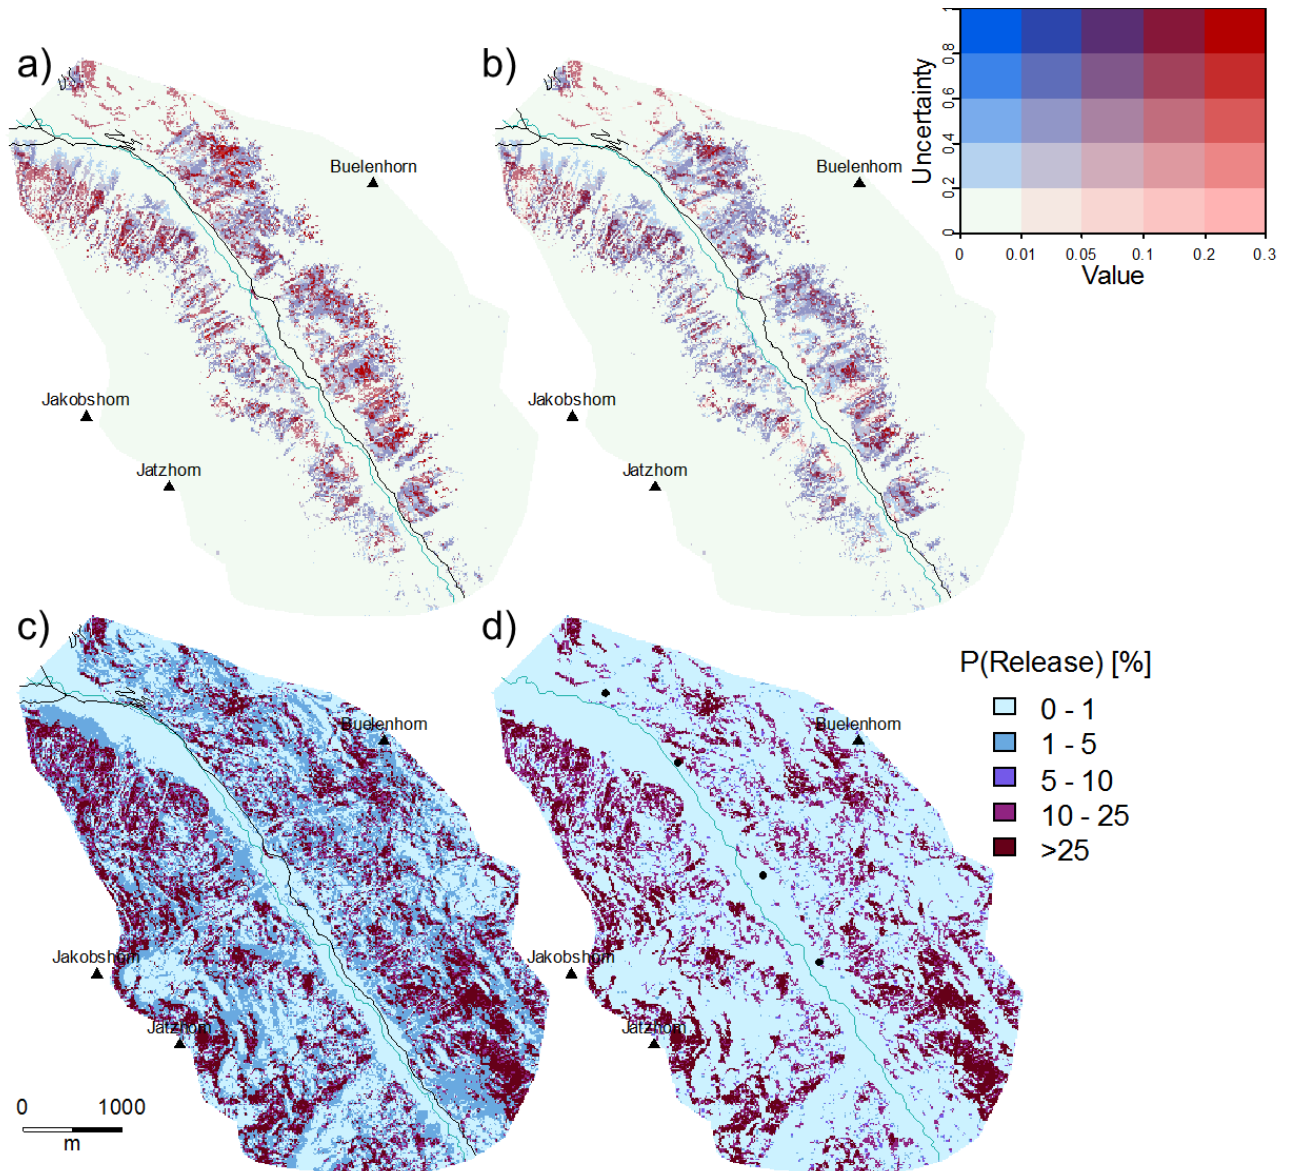 a)
b)
Buelenhorn
Jakobshorn
Jatzhorn
Buelenhorn
Jakobshorn
Jatzhorn
Uncertainty
0 0.2 0.4 0.6 0.8 1
0 0.01 0.05 0.1 0.2 0.3
Value
c)
d)
Buelenhorn
Jakobshorn
Jatzhorn
0 1000
m
Buelenhorn
Jakobshorn
Jatzhorn
P(Release) [%]
0 - 1
1 - 5
5 - 10
10 - 25
>25